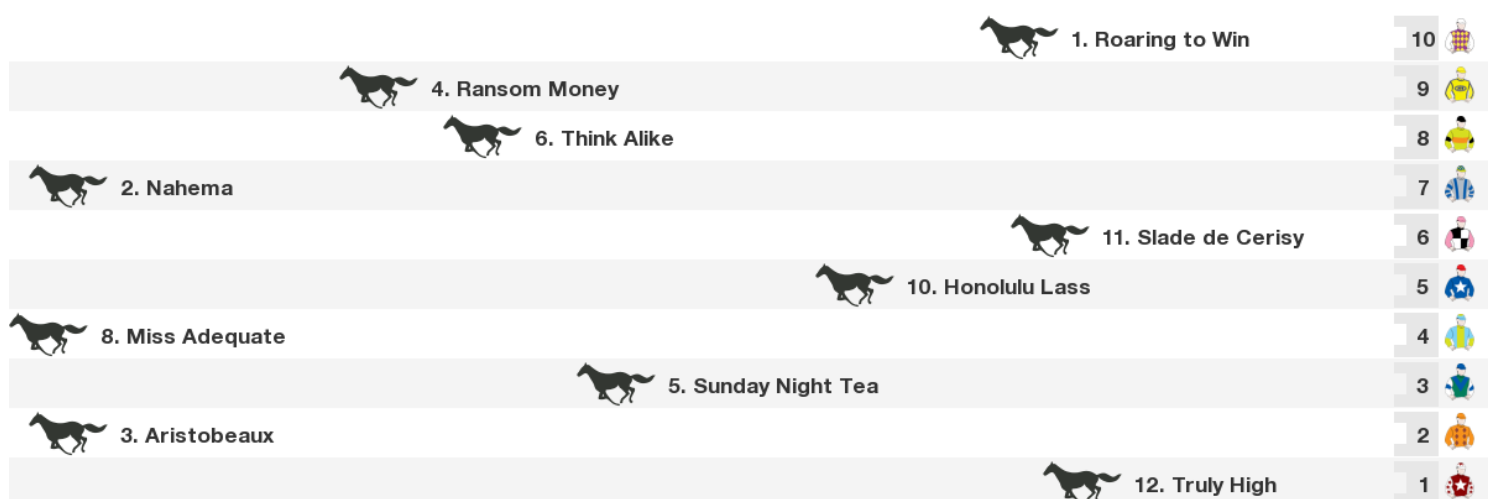 1. Roaring to Win 10
4. Ransom Money 9
6. Think Alike 8
2. Nahema 7
11. Slade de Cerisy 6
10. Honolulu Lass 5
8. Miss Adequate 4
5. Sunday Night Tea 3
3. Aristobeaux 2
12. Truly High 1